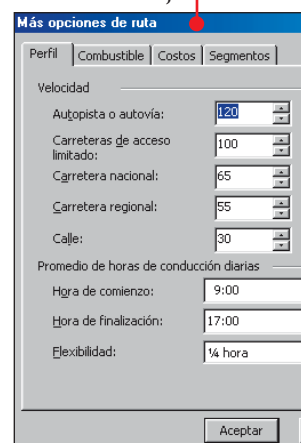 Más opciones de ruta
Perfil Combustible Costos Segmentos
Velocidad
Autopista o autovía: 120
Carreteras de acceso
limitado: 100
Carretera nacional: 65
Carretera regional: 55
Calle: 30
Promedio de horas de conducción diarias
Hora de comienzo: 9:00
Hora de finalización: 17:00
Flexibilidad: ¼ hora
Aceptar